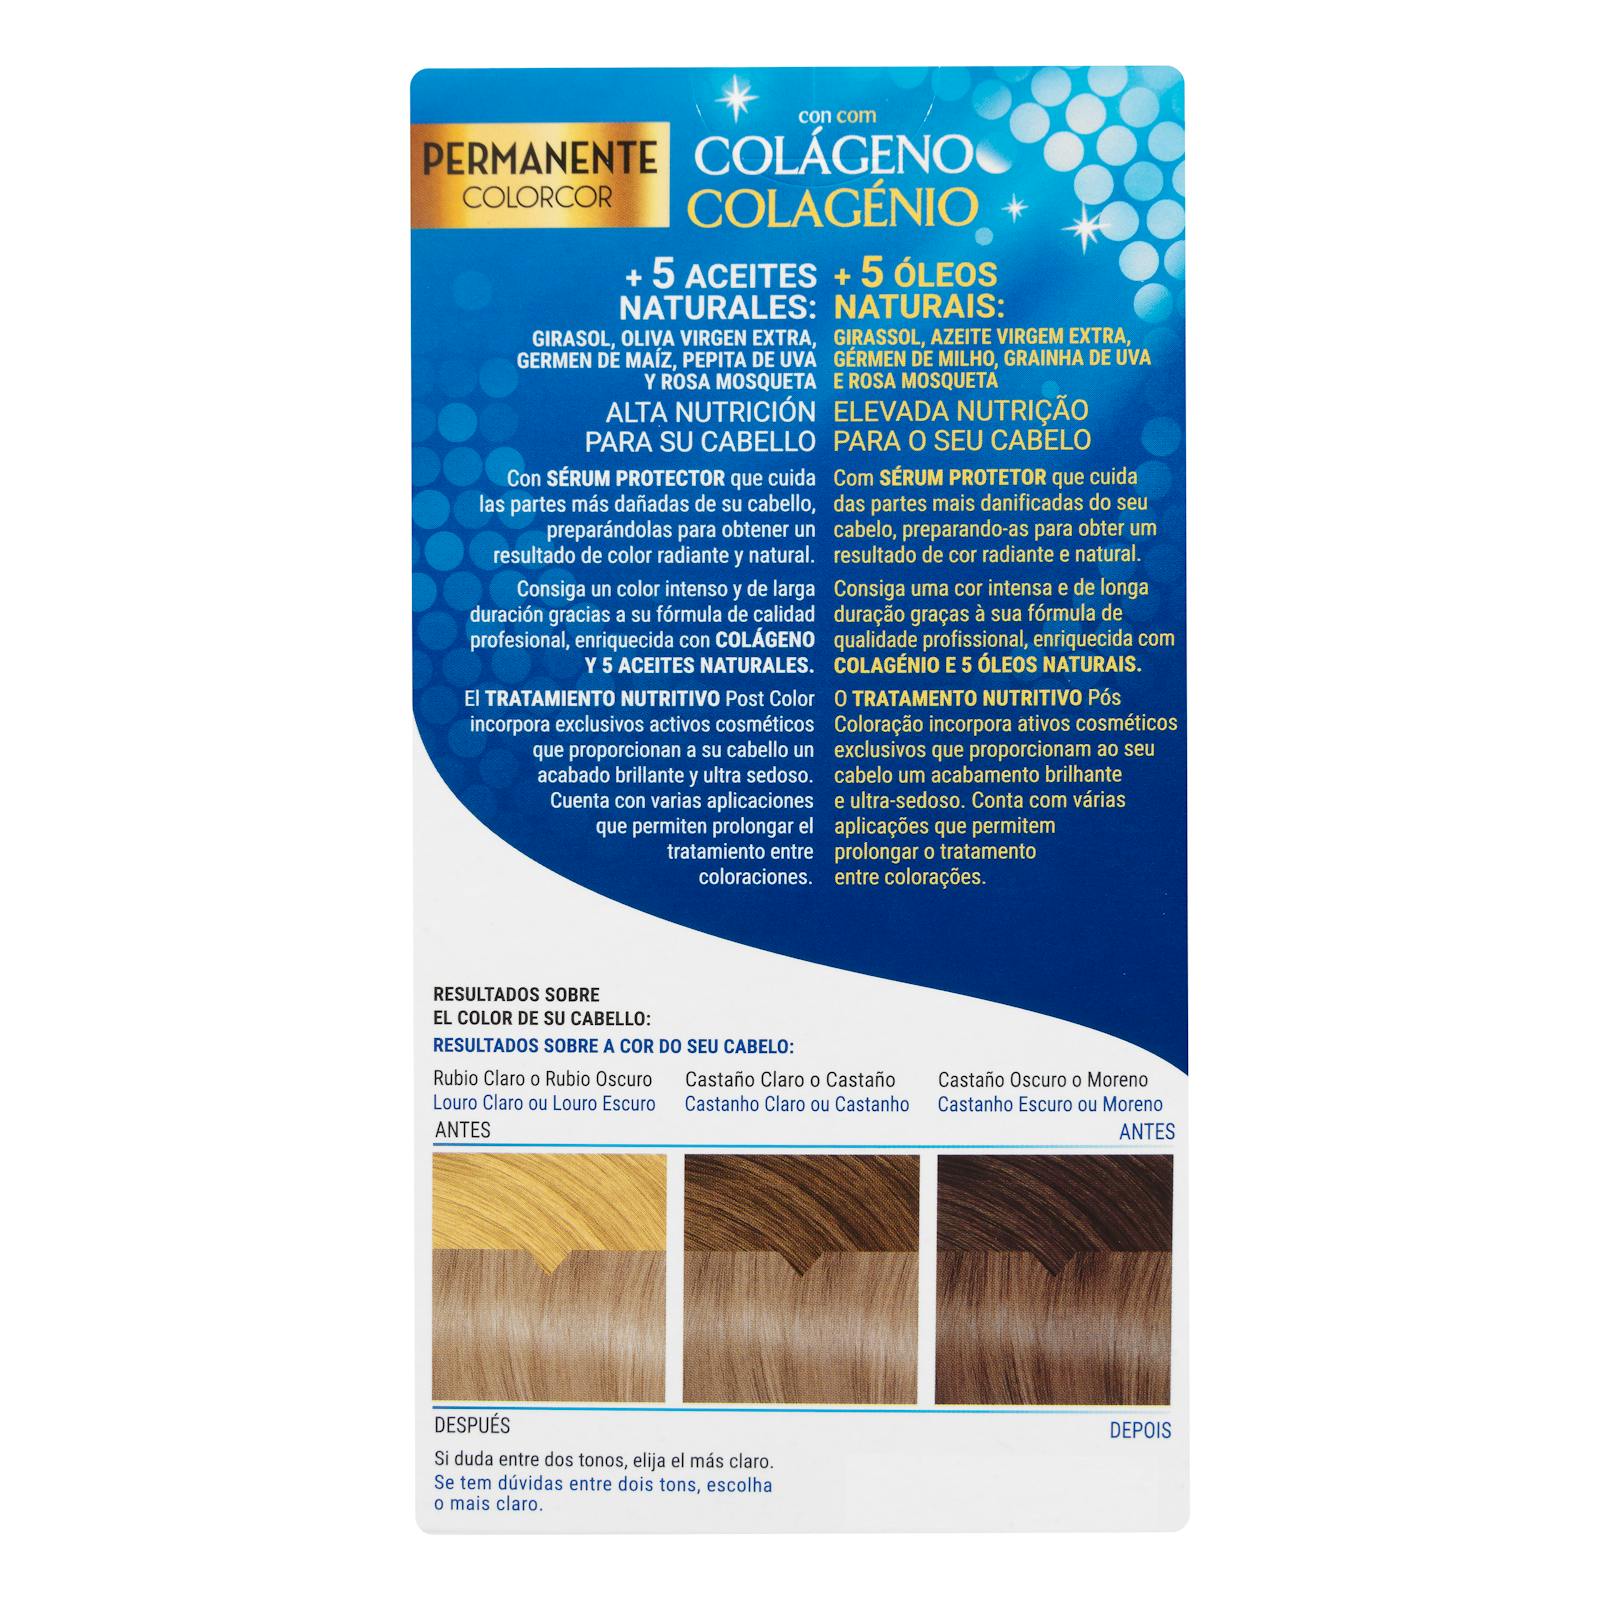 PERMANENTE
COLORCOR
con com
COLÁGENO
COLAGÉNIO
+ 5 ACEITES
NATURALES:
GIRASOL, OLIVA VIRGEN EXTRA,
GERMEN DE MAÍZ, PEPITA DE UVA
Y ROSA MOSQUETA
ALTA NUTRICIÓN
PARA SU CABELLO
Con SÉRUM PROTECTOR que cuida
las partes más dañadas de su cabello,
preparándolas para obtener un
resultado de color radiante y natural.
Consiga un color intenso y de larga
duración gracias a su fórmula de calidad
profesional, enriquecida con COLÁGENO
Y 5 ACEITES NATURALES.
El TRATAMIENTO NUTRITIVO Post Color
incorpora exclusivos activos cosméticos
que proporcionan a su cabello un
acabado brillante y ultra sedoso.
Cuenta con varias aplicaciones
que permiten prolongar el
tratamiento entre
coloraciones.
+ 5 ÓLEOS
NATURAIS:
GIRASSOL, AZEITE VIRGEM EXTRA,
GÉRMEN DE MILHO, GRAINHA DE UVA
E ROSA MOSQUETA
ELEVADA NUTRIÇÃO
PARA O SEU CABELO
Com SÉRUM PROTETOR que cuida
das partes mais danificadas do seu
cabelo, preparando-as para obter um
resultado de cor radiante e natural.
Consiga uma cor intensa e de longa
duração graças à sua fórmula de
qualidade profissional, enriquecida com
COLAGÉNIO E 5 ÓLEOS NATURAIS.
O TRATAMENTO NUTRITIVO Pós
Coloração incorpora ativos cosméticos
exclusivos que proporcionam ao seu
cabelo um acabamento brilhante
e ultra-sedoso. Conta com várias
aplicações que permitem
prolongar o tratamento
entre colorações.
RESULTADOS SOBRE
EL COLOR DE SU CABELLO:
RESULTADOS SOBRE A COR DO SEU CABELO:
Rubio Claro o Rubio Oscuro
Louro Claro ou Louro Escuro
Castaño Claro o Castaño
Castanho Claro ou Castanho
Castaño Oscuro o Moreno
Castanho Escuro ou Moreno
ANTES
ANTES
DESPUÉS
DEPOIS
Si duda entre dos tonos, elija el más claro.
Se tem dúvidas entre dois tons, escolha
o mais claro.